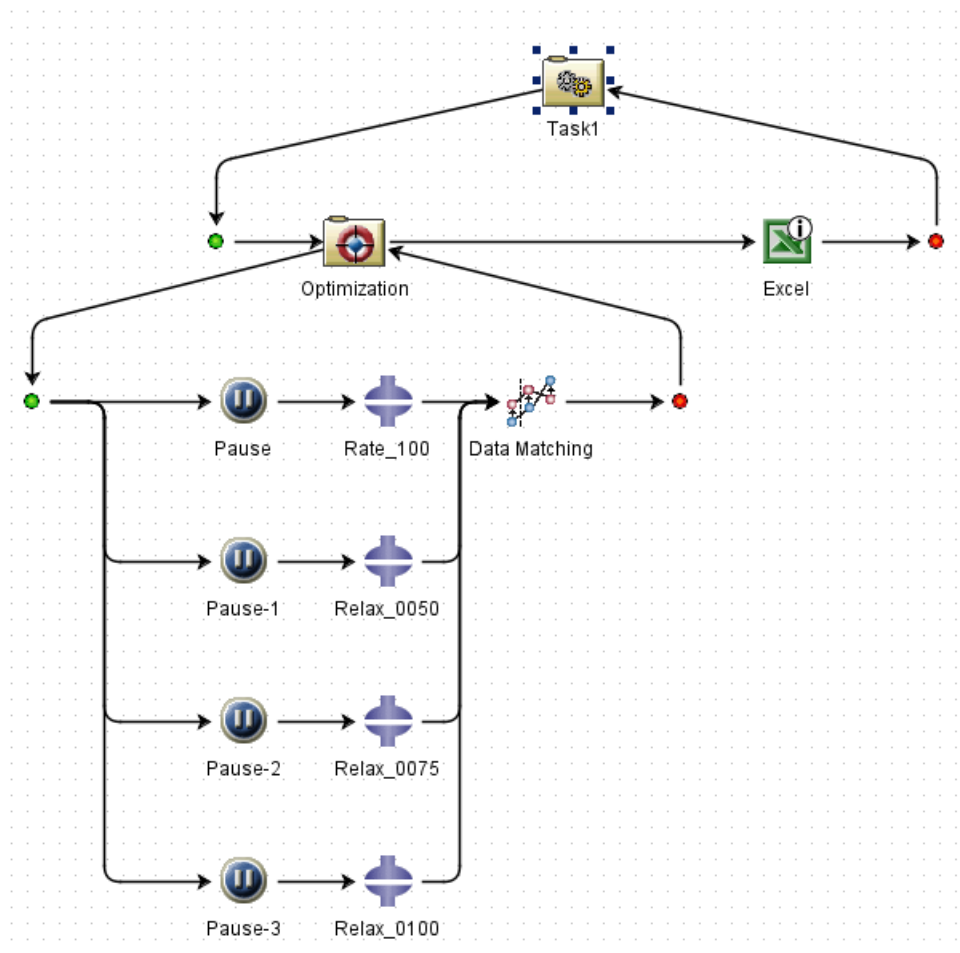 Task1
Optimization
Excel
Pause
Rate_100
Data Matching
Pause-1
Relax_0050
Pause-2
Relax_0075
Pause-3
Relax_0100